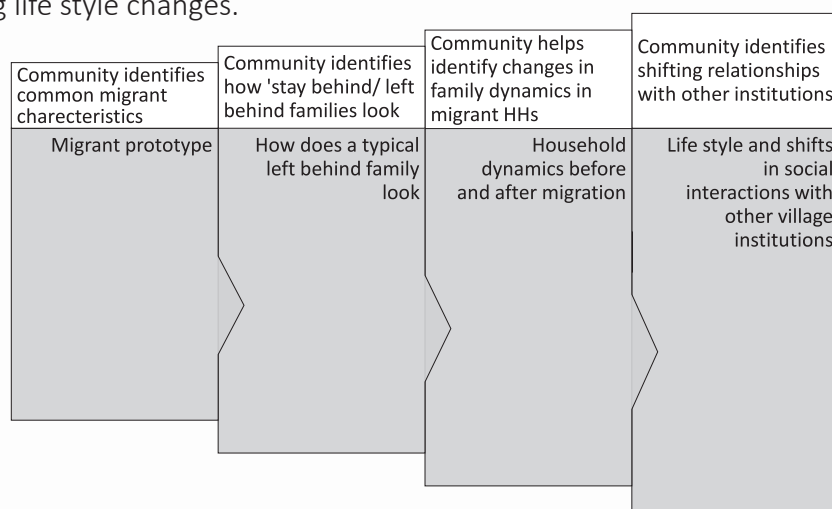 life style changes.
Community identifies
common migrant
charecteristics
Migrant prototype
Community identifies
how 'stay behind/ left
behind families look
How does a typical
left behind family
look
Community helps
identify changes in
family dynamics in
migrant HHs
Household
dynamics before
and after migration
Community identifies
shifting relationships
with other institutions
Life style and shifts
in social
interactions with
other village
institutions